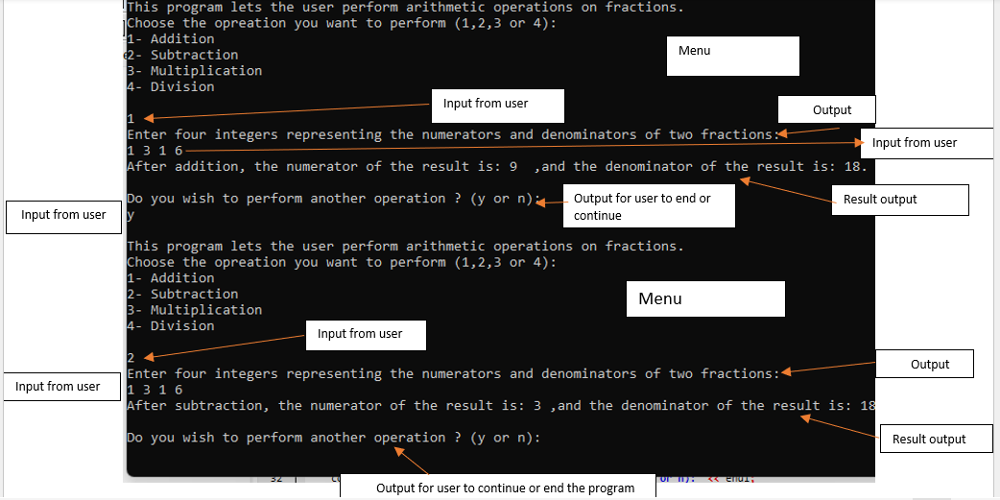 This program lets the user perform arithmetic operations on fractions.
Choose the opreation you want to perform (1,2,3 or 4):
1- Addition
2- Subtraction
Menu
3- Multiplication
4- Division
Input from user
Output
1
Enter four integers representing the numerators and denominators of two fractions:
Input from user
1 3 1 6
After addition, the numerator of the result is: 9 ,and the denominator of the result is: 18.
Do you wish to perform another operation ? (y or n):
Output for user to end or
continue
Result output
Input from user
y
This program lets the user perform arithmetic operations on fractions.
Choose the opreation you want to perform (1,2,3 or 4):
1- Addition
2- Subtraction
Menu
3- Multiplication
4- Division
Input from user
2
Output
Enter four integers representing the numerators and denominators of two fractions:
Input from user
1 3 1 6
After subtraction, the numerator of the result is: 3 ,and the denominator of the result is: 18
Do you wish to perform another operation ? (y or n):
Result output
32
or n): << endl;
Output for user to continue or end the program